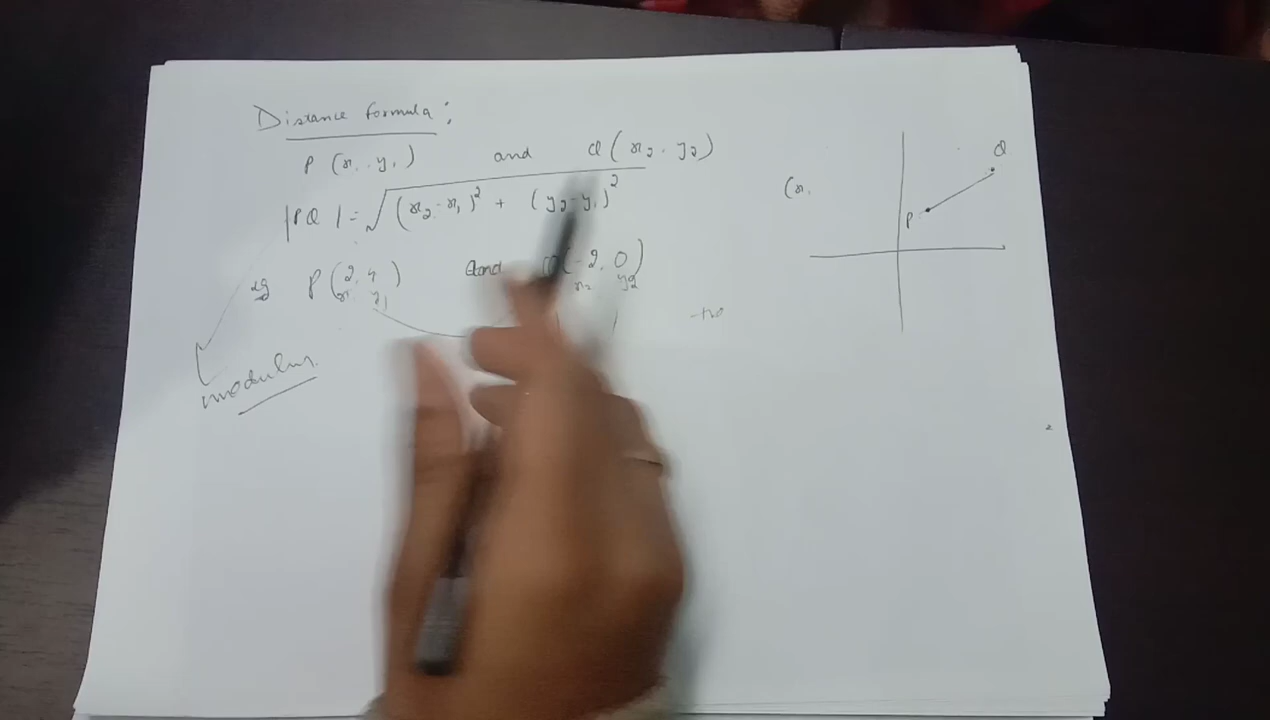 Distance formula:
P (x₁, y₁) and Q (x₂, y₂)
|PQ| = √(x₂-x₁)² + (y₂-y₁)²
eg P (2, 4) and (-2, 0)
x₁ y₁ x₂ y₂
modulus
(x,
Q
P